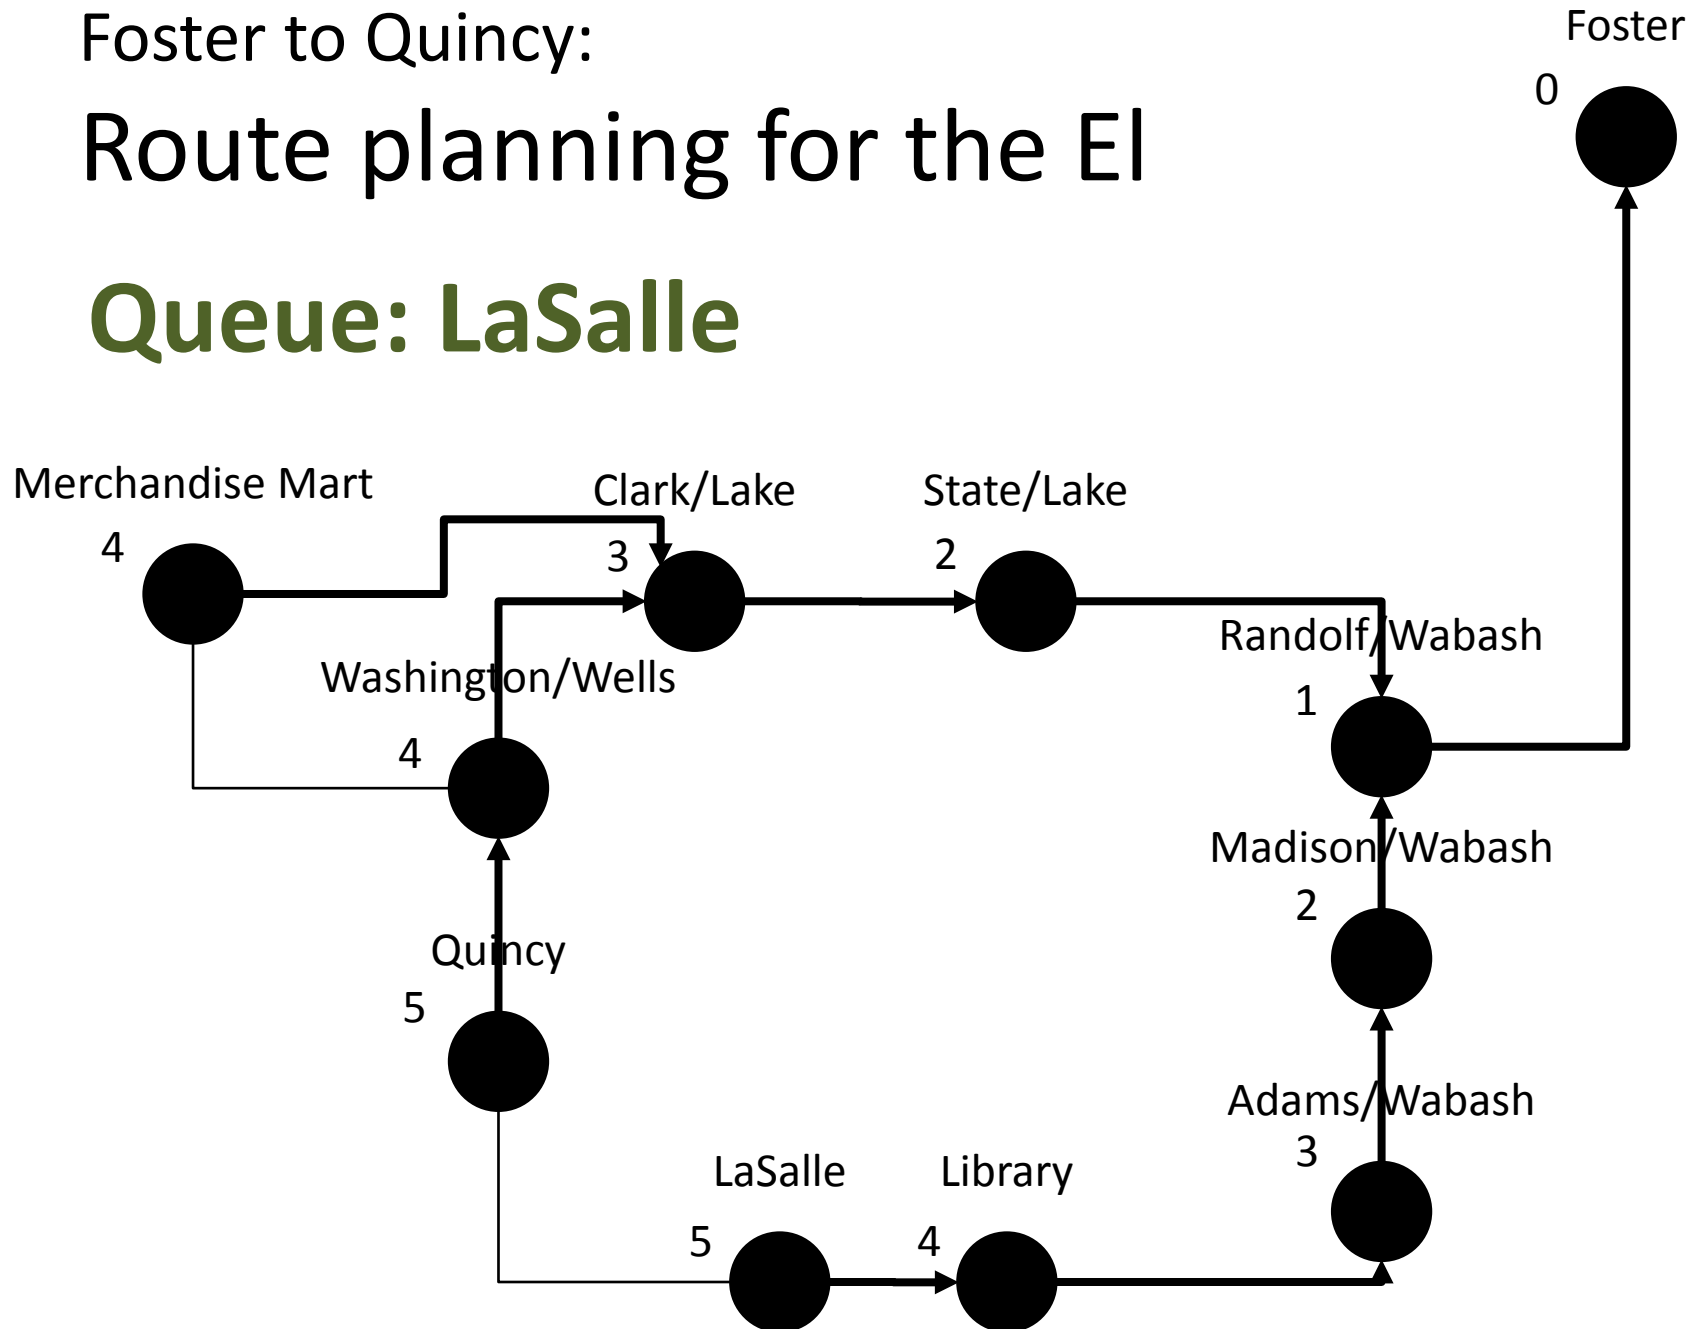 Foster to Quincy:
Foster
0
Route planning for the El
Queue: LaSalle
Merchandise Mart
4
Clark/Lake
3
State/Lake
2
Randolf/Wabash
1
Washington/Wells
4
Madison/Wabash
2
Quincy
5
Adams/Wabash
3
LaSalle
5
Library
4